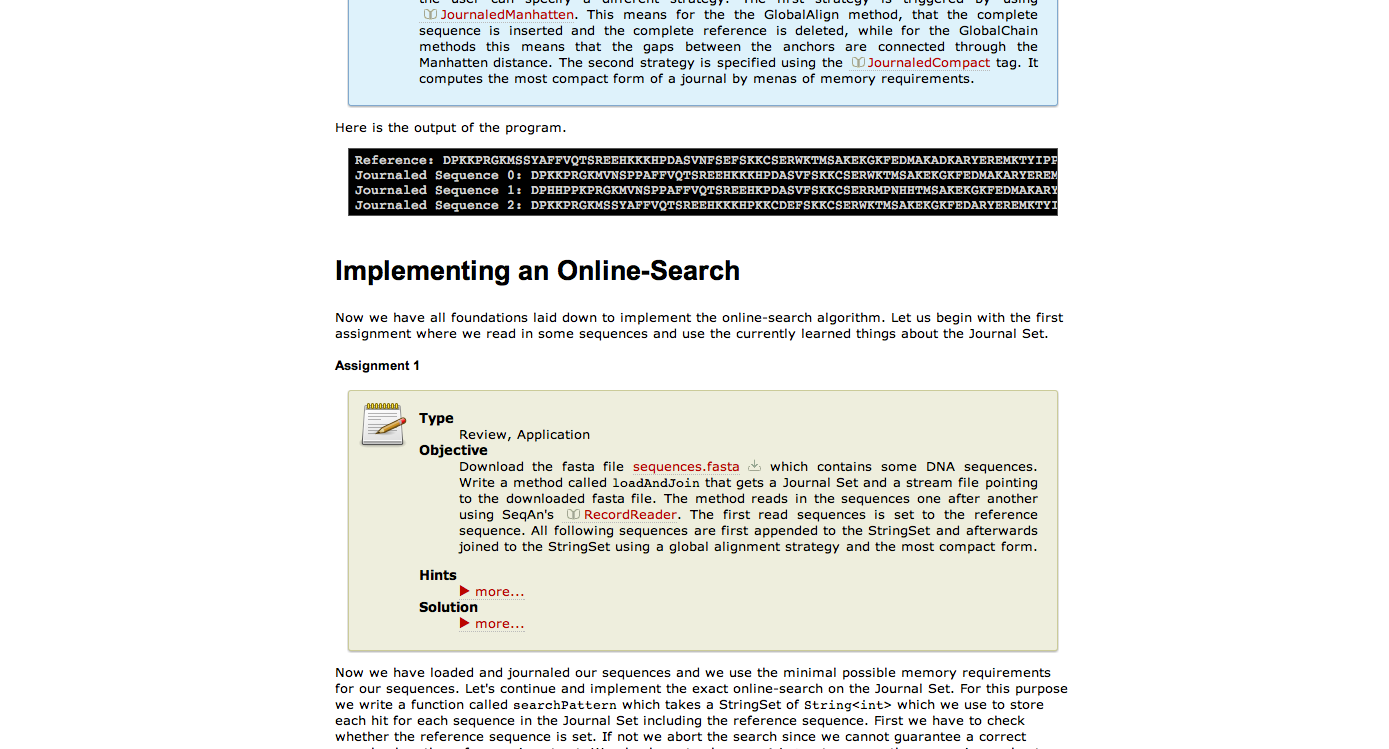 the user can specify a different strategy. The first strategy is triggered by using
JournaledManhatten. This means for the the GlobalAlign method, that the complete
sequence is inserted and the complete reference is deleted, while for the GlobalChain
methods this means that the gaps between the anchors are connected through the
Manhatten distance. The second strategy is specified using the JournaledCompact tag. It
computes the most compact form of a journal by menas of memory requirements.
Here is the output of the program.
Reference: DPKKPRGKMSSYAFFVQTSREEHKKKHPDASVNFSEFSKKCSERWKTMSAKEKGKFEDMAKADKARYEREMKTYIPP
Journaled Sequence 0: DPKKPRGKMVNSPPAFFVQTSREEHKKKHPDASVFSKKCSERWKTMSAKEKGKFEDMAKARYEREM
Journaled Sequence 1: DPHHPPKPRGKMVNSPPAFFVQTSREEHKPDASVFSKKCSERRMPNHHTMSAKEKGKFEDMAKARY
Journaled Sequence 2: DPKKPRGKMSSYAFFVQTSREEHKKKHPKKCDEFSKKCSERWKTMSAKEKGKFEDARYEREMKTYI
Implementing an Online-Search
Now we have all foundations laid down to implement the online-search algorithm. Let us begin with the first
assignment where we read in some sequences and use the currently learned things about the Journal Set.
Assignment 1
Type
Review, Application
Objective
Download the fasta file sequences.fasta which contains some DNA sequences.
Write a method called loadAndJoin that gets a Journal Set and a stream file pointing
to the downloaded fasta file. The method reads in the sequences one after another
using SeqAn's RecordReader. The first read sequences is set to the reference
sequence. All following sequences are first appended to the StringSet and afterwards
joined to the StringSet using a global alignment strategy and the most compact form.
Hints
more...
Solution
more...
Now we have loaded and journaled our sequences and we use the minimal possible memory requirements
for our sequences. Let's continue and implement the exact online-search on the Journal Set. For this purpose
we write a function called searchPattern which takes a StringSet of String<int> which we use to store
each hit for each sequence in the Journal Set including the reference sequence. First we have to check
whether the reference sequence is set. If not we abort the search since we cannot guarantee a correct